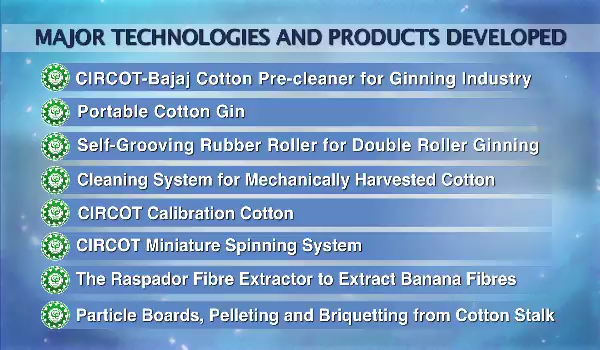 MAJOR TECHNOLOGIES AND PRODUCTS DEVELOPED
CIRCOT-Bajaj Cotton Pre-cleaner for Ginning Industry
Portable Cotton Gin
Self-Grooving Rubber Roller for Double Roller Ginning
Cleaning System for Mechanically Harvested Cotton
CIRCOT Calibration Cotton
CIRCOT Miniature Spinning System
The Raspador Fibre Extractor to Extract Banana Fibres
Particle Boards, Pelleting and Briquetting from Cotton Stalk